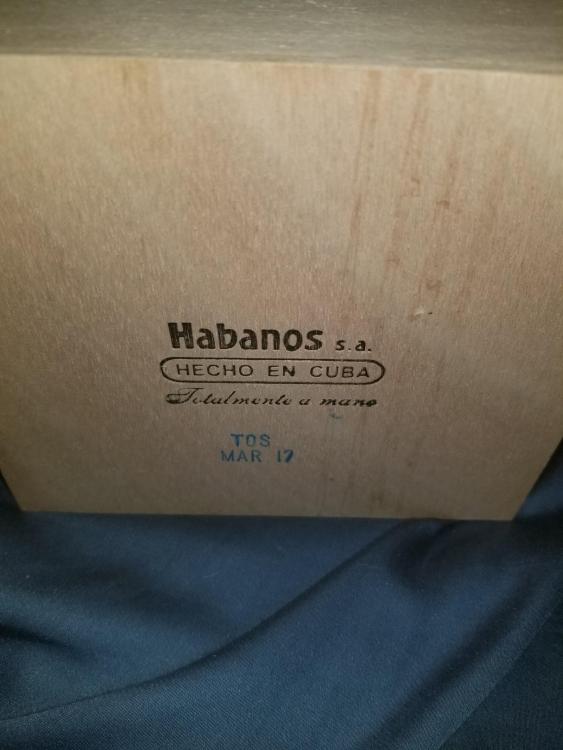 Habanos s.a.
HECHO EN CUBA
Totalmente a mano
TOS
MAR 17